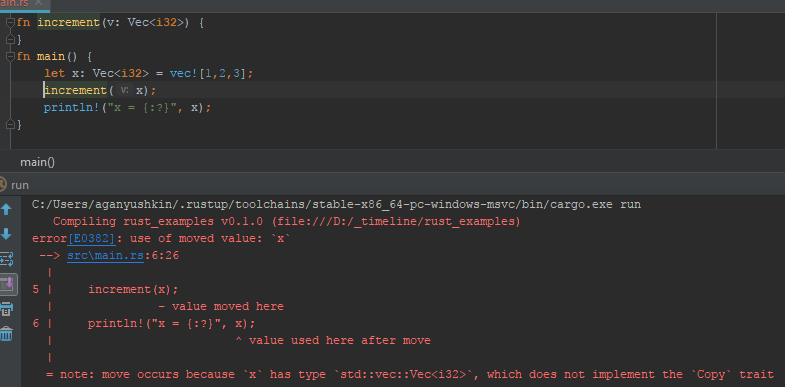 ain.rs
fn increment(v: Vec<i32>) {
}
fn main() {
    let x: Vec<i32> = vec![1,2,3];
    increment( v: x);
    println!("x = {:?}", x);
}
main()
run
C:/Users/aganyushkin/.rustup/toolchains/stable-x86_64-pc-windows-msvc/bin/cargo.exe run
   Compiling rust_examples v0.1.0 (file:///D:/_timeline/rust_examples)
error[E0382]: use of moved value: `x`
 --> src\main.rs:6:26
  |
5 |     increment(x);
  |               - value moved here
6 |     println!("x = {:?}", x);
  |                          ^ value used here after move
  |
  = note: move occurs because `x` has type `std::vec::Vec<i32>`, which does not implement the `Copy` trait